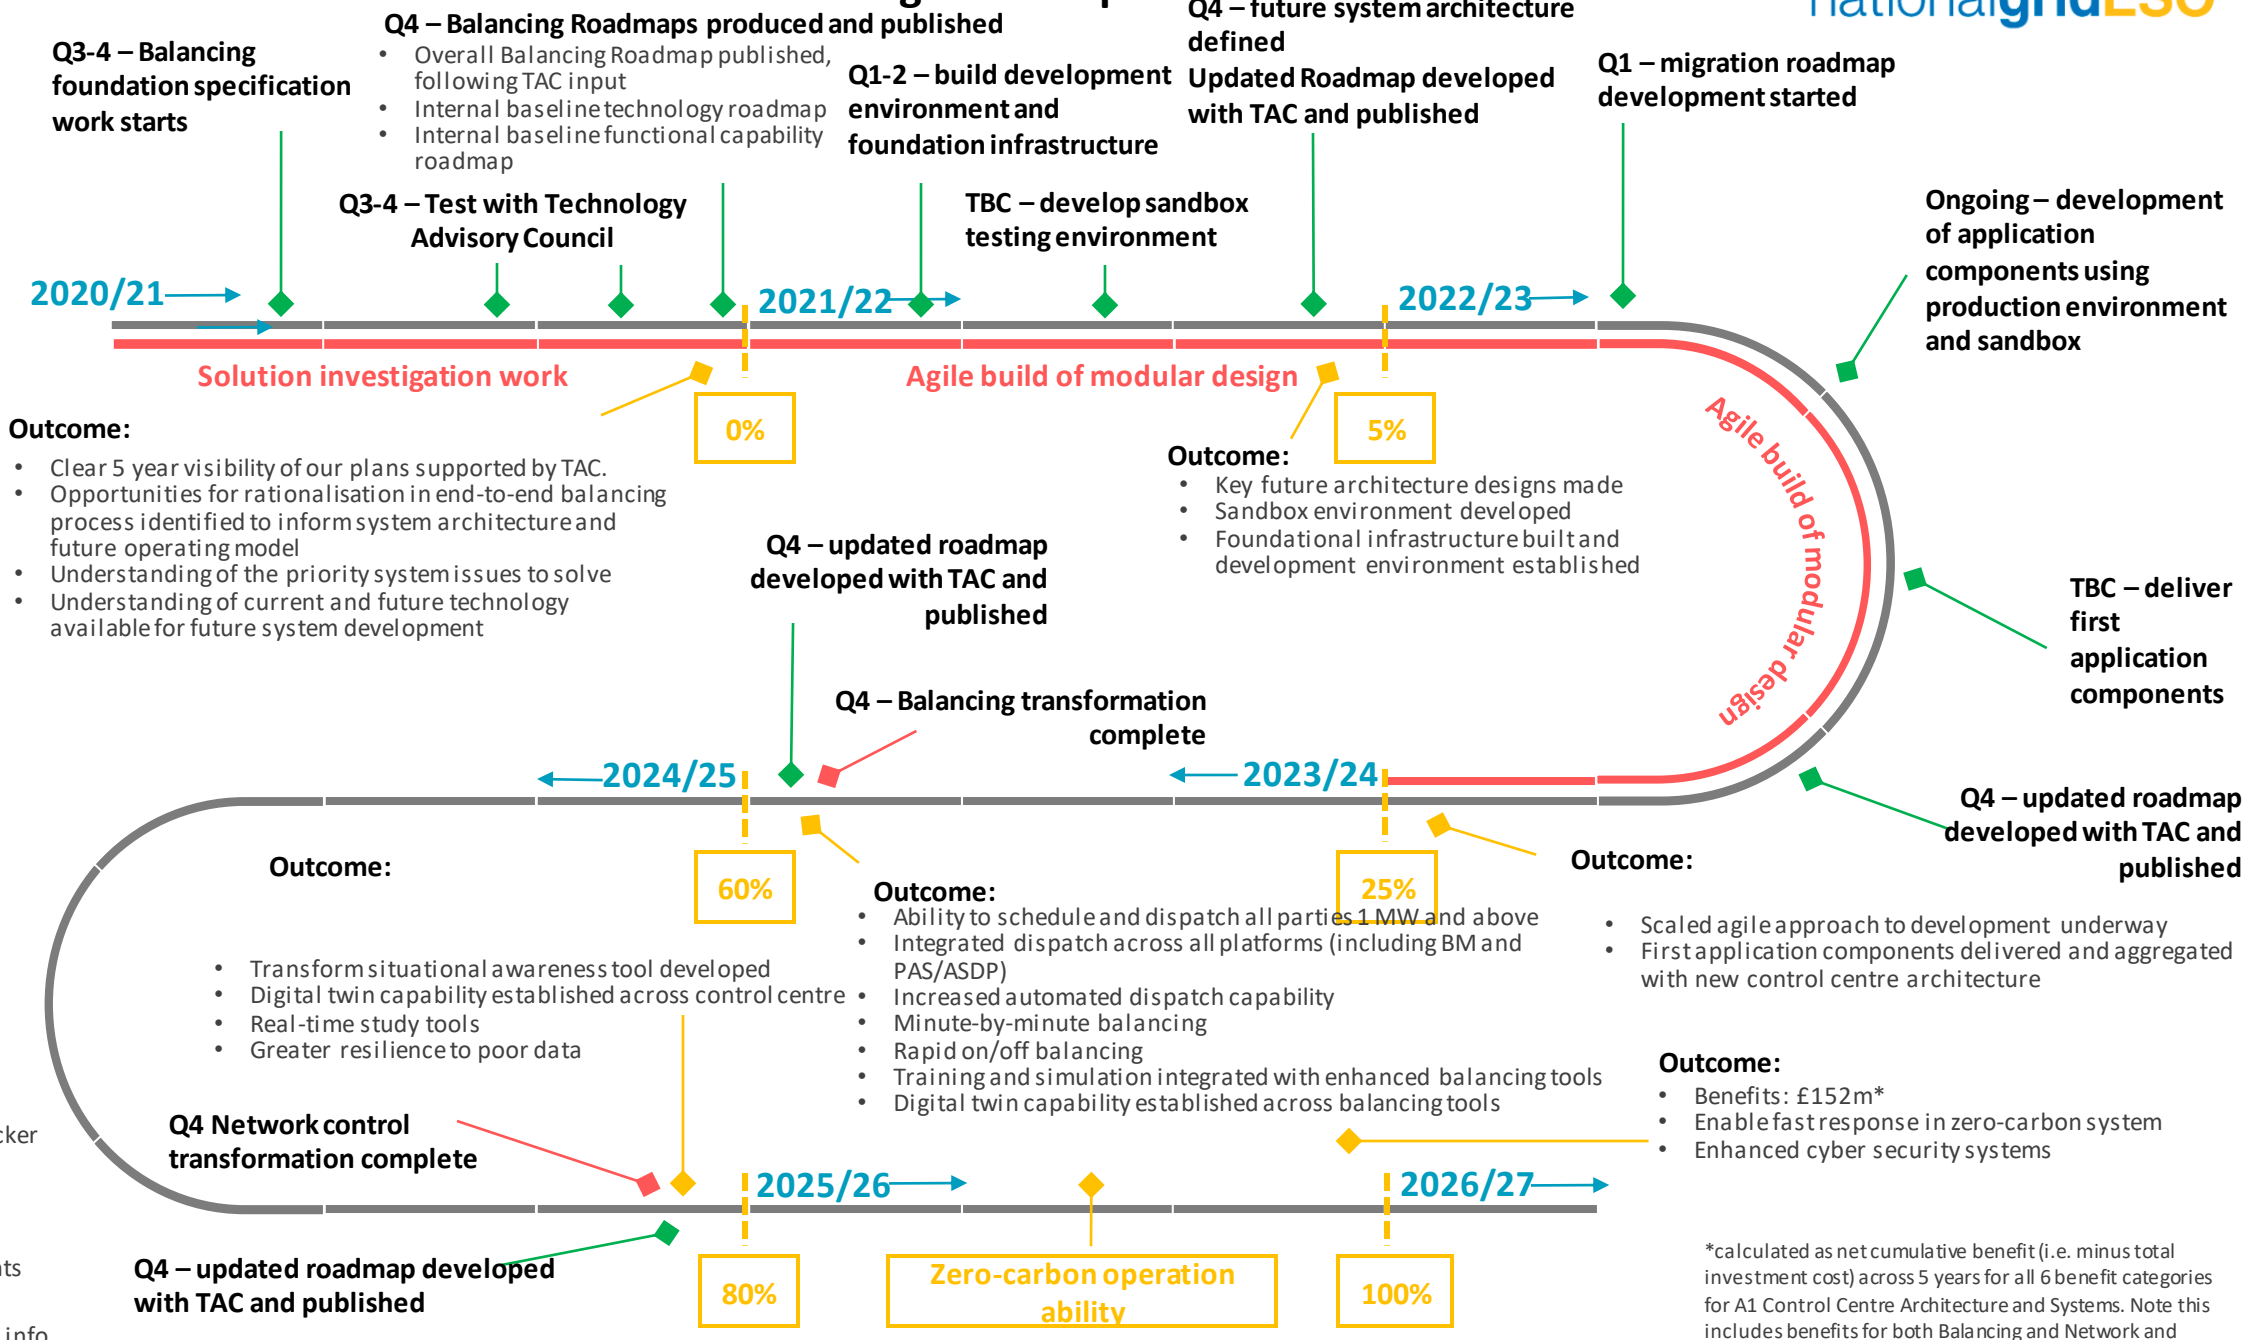 nationalgridESO
Q4 – Balancing Roadmaps produced and published
• Overall Balancing Roadmap published,
following TAC input
• Internal baseline technology roadmap
• Internal baseline functional capability
roadmap
Q3-4 – Balancing
foundation specification
work starts
Q3-4 – Test with Technology
Advisory Council
Q1-2 – build development
environment and
foundation infrastructure
TBC – develop sandbox
testing environment
Q4 – future system architecture
defined
Updated Roadmap developed
with TAC and published
Q1 – migration roadmap
development started
Ongoing – development
of application
components using
production environment
and sandbox
2020/21
2021/22
2022/23
Solution investigation work
Agile build of modular design
0%
5%
Agile build of modular design
Outcome:
• Clear 5 year visibility of our plans supported by TAC.
• Opportunities for rationalisation in end-to-end balancing
process identified to inform system architecture and
future operating model
• Understanding of the priority system issues to solve
• Understanding of current and future technology
available for future system development
Outcome:
• Key future architecture designs made
• Sandbox environment developed
• Foundational infrastructure built and
development environment established
Q4 – updated roadmap
developed with TAC and
published
TBC – deliver
first
application
components
Q4 – Balancing transformation
complete
2024/25
2023/24
Q4 – updated roadmap
developed with TAC and
published
60%
25%
Outcome:
• Transform situational awareness tool developed
• Digital twin capability established across control centre
• Real-time study tools
• Greater resilience to poor data
Outcome:
• Ability to schedule and dispatch all parties 1 MW and above
• Integrated dispatch across all platforms (including BM and
PAS/ASDP)
• Increased automated dispatch capability
• Minute-by-minute balancing
• Rapid on/off balancing
• Training and simulation integrated with enhanced balancing tools
• Digital twin capability established across balancing tools
Outcome:
• Scaled agile approach to development underway
• First application components delivered and aggregated
with new control centre architecture
Outcome:
• Benefits: £152m*
• Enable fast response in zero-carbon system
• Enhanced cyber security systems
Q4 Network control
transformation complete
2025/26
2026/27
Q4 – updated roadmap developed
with TAC and published
80%
Zero-carbon operation
ability
100%
*calculated as net cumulative benefit (i.e. minus total
investment cost) across 5 years for all 6 benefit categories
for A1 Control Centre Architecture and Systems. Note this
includes benefits for both Balancing and Network and
info